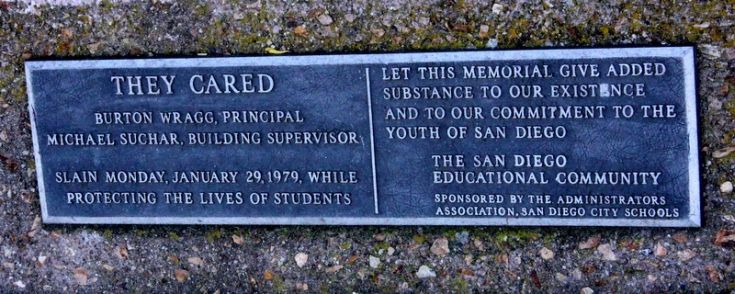 THEY CARED
BURTON WRAGG, PRINCIPAL
MICHAEL SUCHAR, BUILDING SUPERVISOR
SLAIN MONDAY, JANUARY 29, 1979, WHILE
PROTECTING THE LIVES OF STUDENTS
LET THIS MEMORIAL GIVE ADDED
SUBSTANCE TO OUR EXISTENCE
AND TO OUR COMMITMENT TO THE
YOUTH OF SAN DIEGO
THE SAN DIEGO
EDUCATIONAL COMMUNITY
SPONSORED BY THE ADMINISTRATORS
ASSOCIATION, SAN DIEGO CITY SCHOOLS